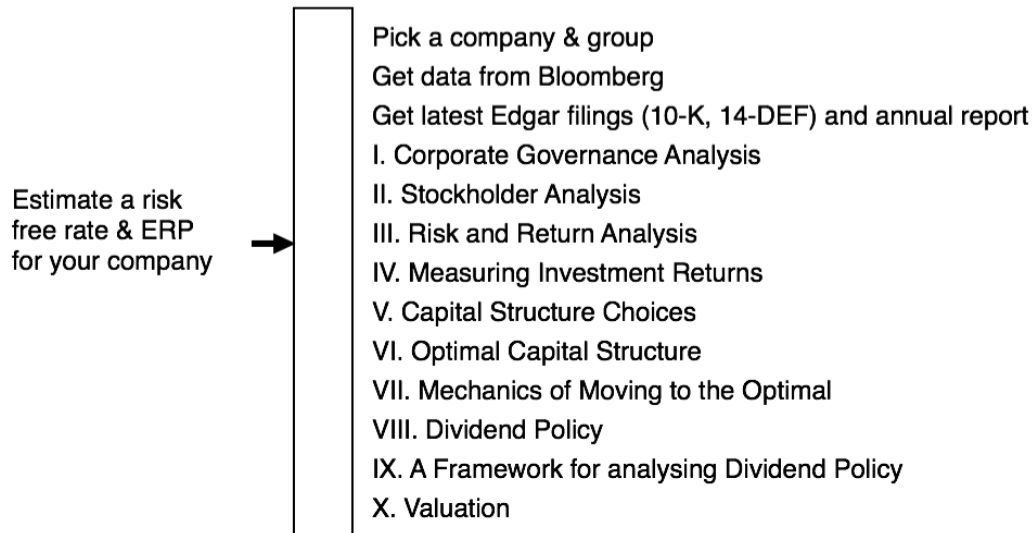 Pick a company & group
Get data from Bloomberg
Get latest Edgar filings (10-K, 14-DEF) and annual report
I. Corporate Governance Analysis
II. Stockholder Analysis
III. Risk and Return Analysis
IV. Measuring Investment Returns
V. Capital Structure Choices
VI. Optimal Capital Structure
VII. Mechanics of Moving to the Optimal
VIII. Dividend Policy
IX. A Framework for analysing Dividend Policy
X. Valuation
Estimate a risk
free rate & ERP
for your company